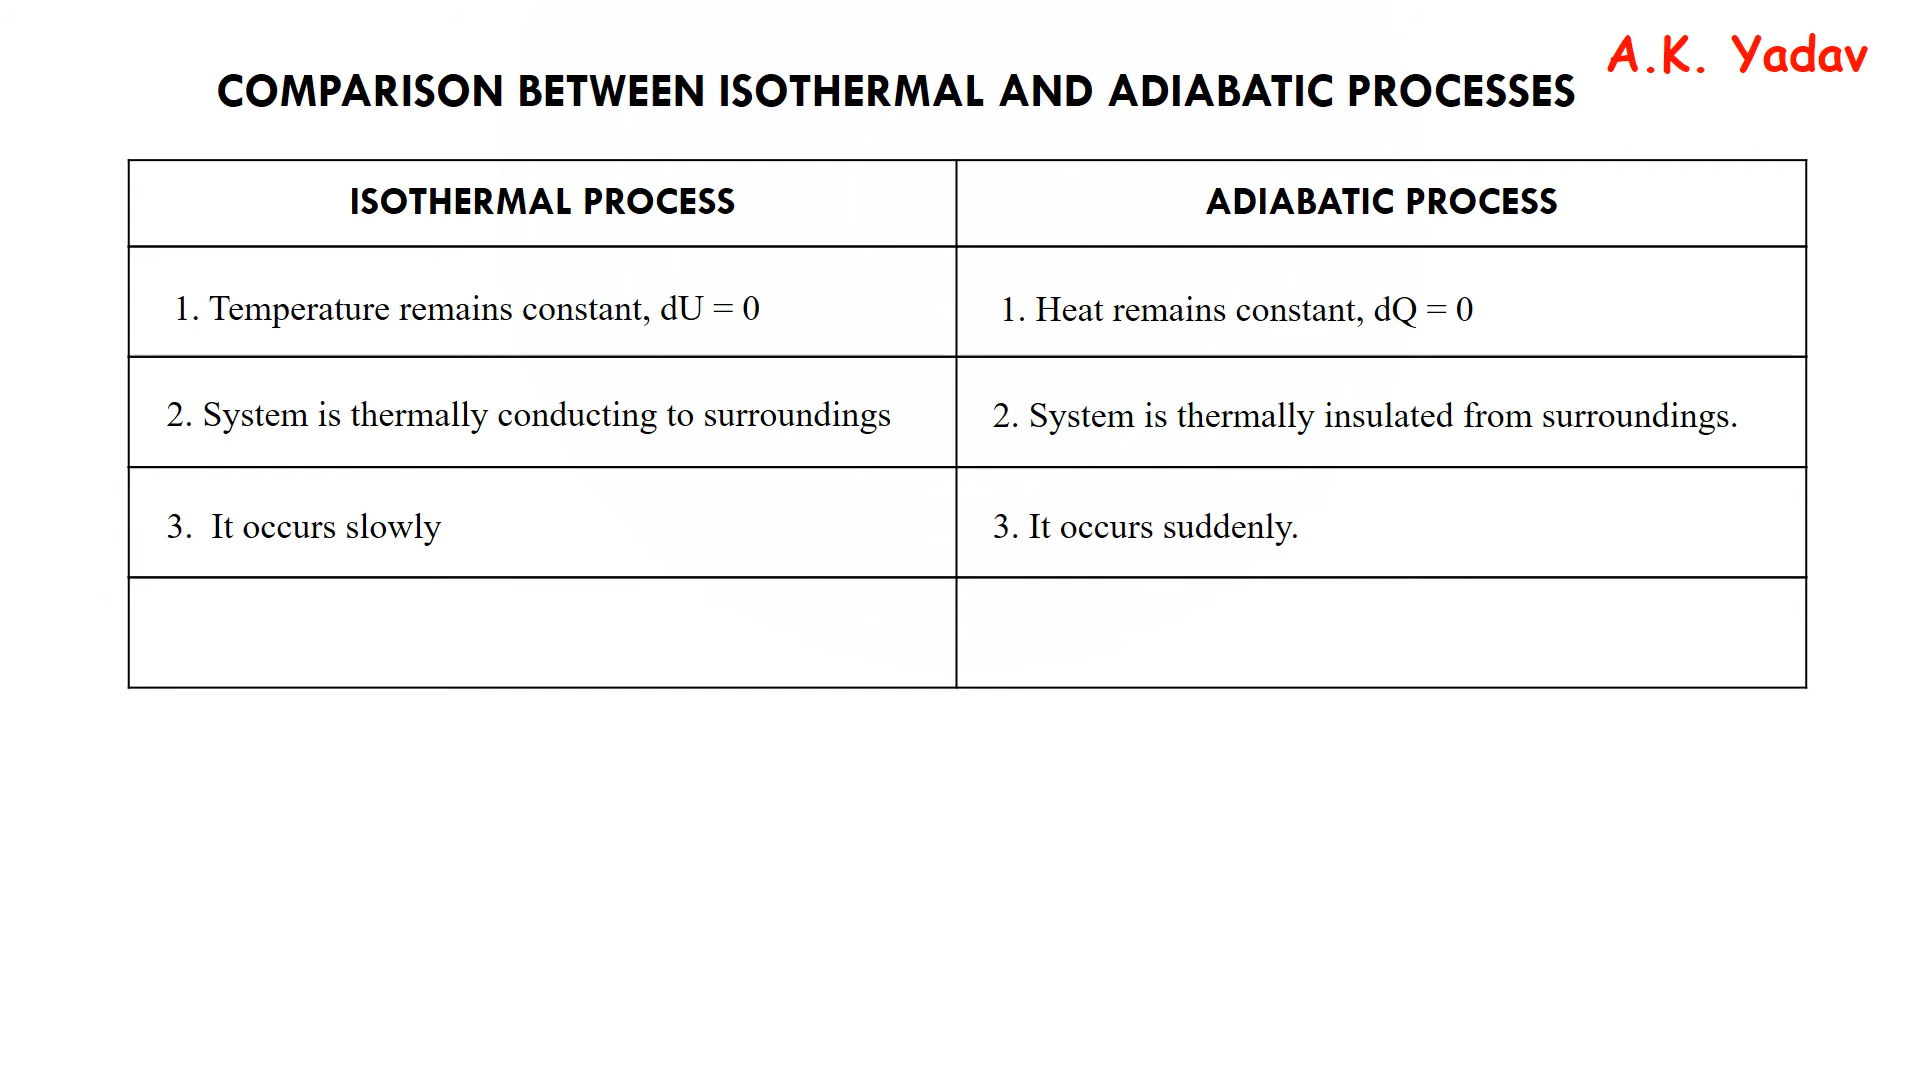 A.K. Yadav
COMPARISON BETWEEN ISOTHERMAL AND ADIABATIC PROCESSES
ISOTHERMAL PROCESS
ADIABATIC PROCESS
1. Temperature remains constant, dU = 0
1. Heat remains constant, dQ = 0
2. System is thermally conducting to surroundings
2. System is thermally insulated from surroundings.
3. It occurs slowly
3. It occurs suddenly.